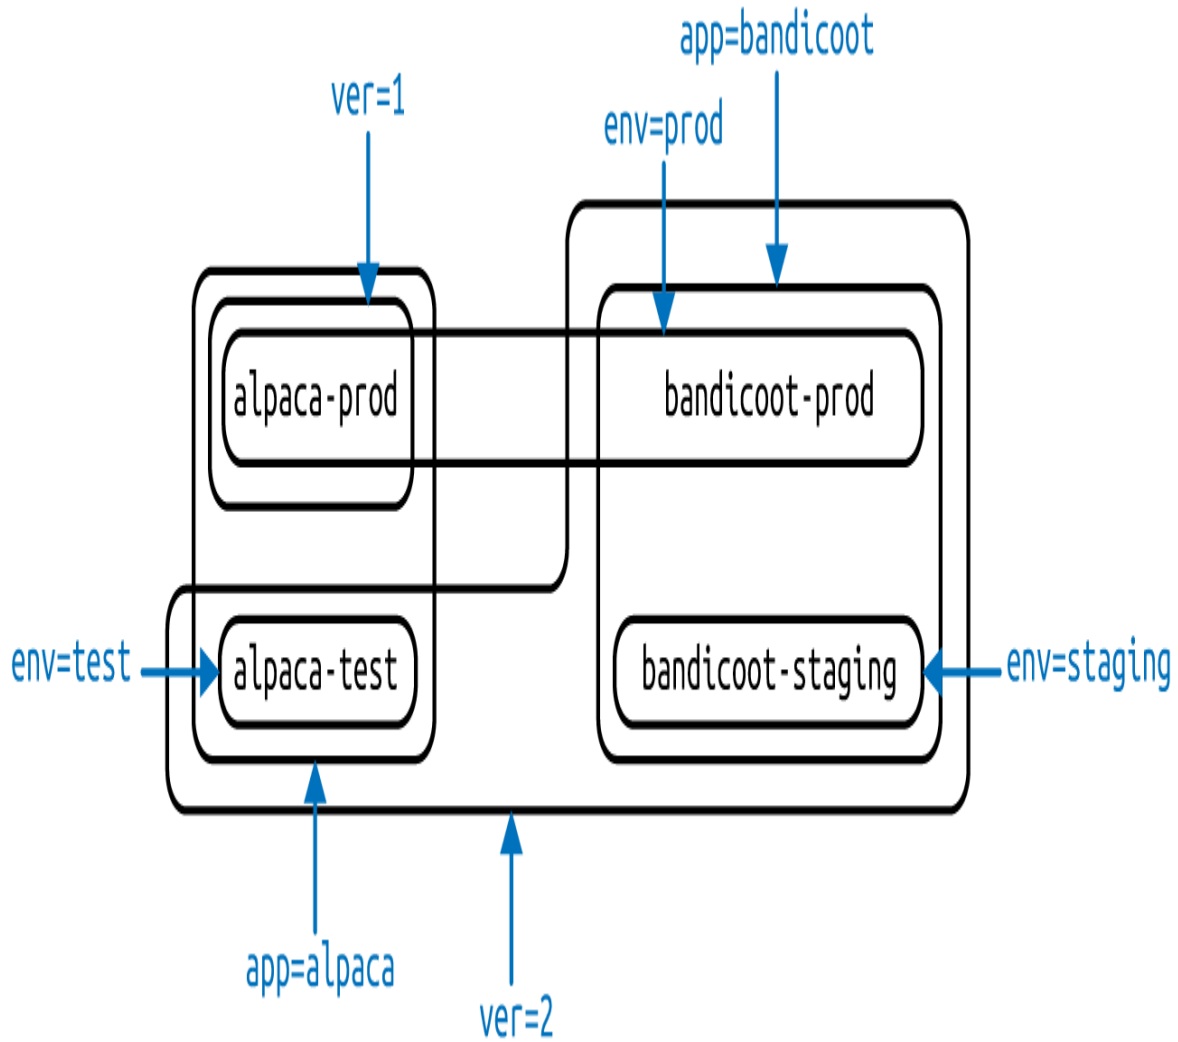 app=bandicoot
ver=1
env=prod
alpaca-prod
bandicoot-prod
env=test
alpaca-test
bandicoot-staging
env=staging
app=alpaca
ver=2